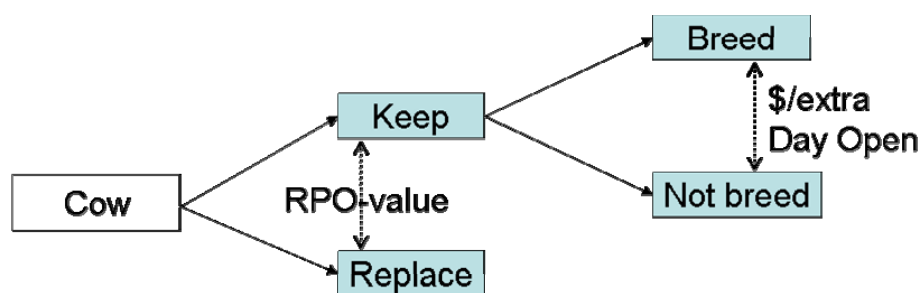 Breed
$/extra
Day Open
Keep
Cow
RPO-value
Not breed
Replace